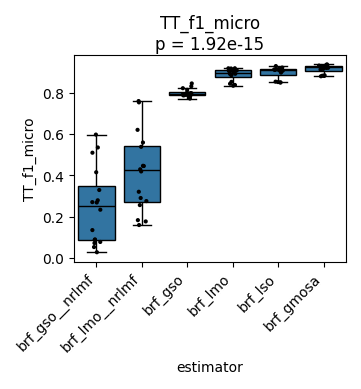 TT_f1_micro
p = 1.92e-15
TT_f1_micro
0.8
0.6
0.4
0.2
0.0
brf_gso__nrlmf
brf_lmo__nrlmf
brf_gso
brf_lmo
brf_lso
brf_gmosa
estimator